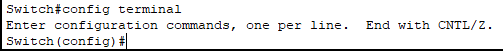 Switch#config terminal
Enter configuration commands, one per line.  End with CNTL/Z.
Switch(config)#